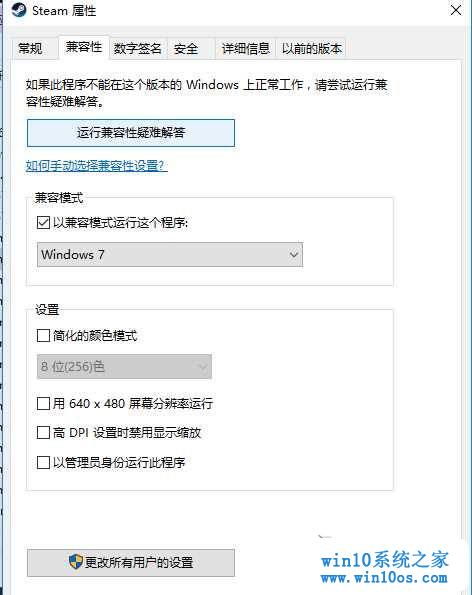 Steam 属性
常规 兼容性 数字签名 安全 详细信息 以前的版本
如果此程序不能在这个版本的 Windows 上正常工作，请尝试运行兼
容性疑难解答。
运行兼容性疑难解答
如何手动选择兼容性设置?
兼容模式
以兼容模式运行这个程序:
Windows 7
设置
简化的颜色模式
8 位(256)色
用 640 x 480 屏幕分辨率运行
高 DPI 设置时禁用显示缩放
以管理员身份运行此程序
更改所有用户的设置
win10系统之家
www.win10os.com